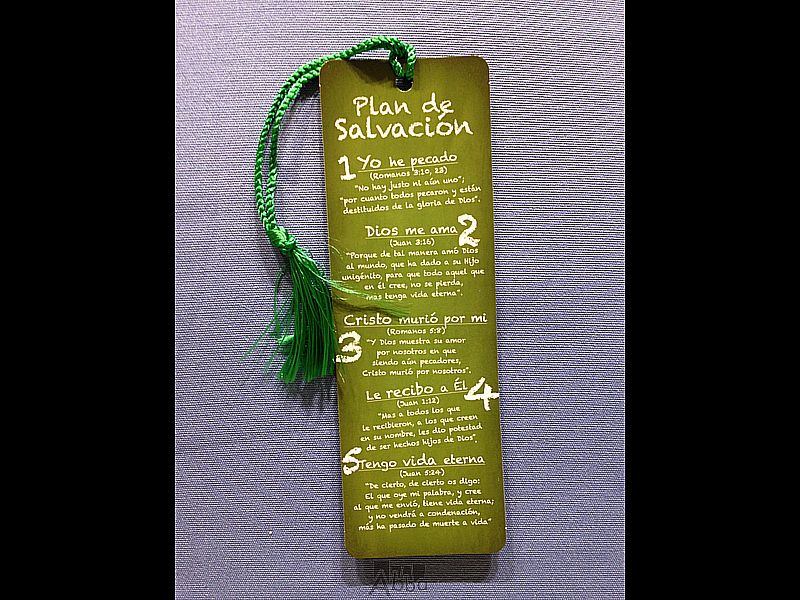 Plan de
Salvación
1 Yo he pecado
(Romanos 3:10, 23)
"No hay justo ni aún uno";
"por cuanto todos pecaron y están
destituidos de la gloria de Dios".
Dios me ama 2
(Juan 3:16)
"Porque de tal manera amó Dios
al mundo, que ha dado a su Hijo
unigénito, para que todo aquel que
en él cree, no se pierda,
mas tenga vida eterna".
Cristo murió por mi
(Romanos 5:8)
3 "Y Dios muestra su amor
por nosotros en que
siendo aún pecadores,
Cristo murió por nosotros".
Le recibo a Él 4
(Juan 1:12)
"Mas a todos los que
le recibieron, a los que creen
en su nombre, les dio potestad
de ser hechos hijos de Dios".
5 Tengo vida eterna
(Juan 5:24)
"De cierto, de cierto os digo:
El que oye mi palabra, y cree
al que me envió, tiene vida eterna;
y no vendrá a condenación,
más ha pasado de muerte a vida"
Abba